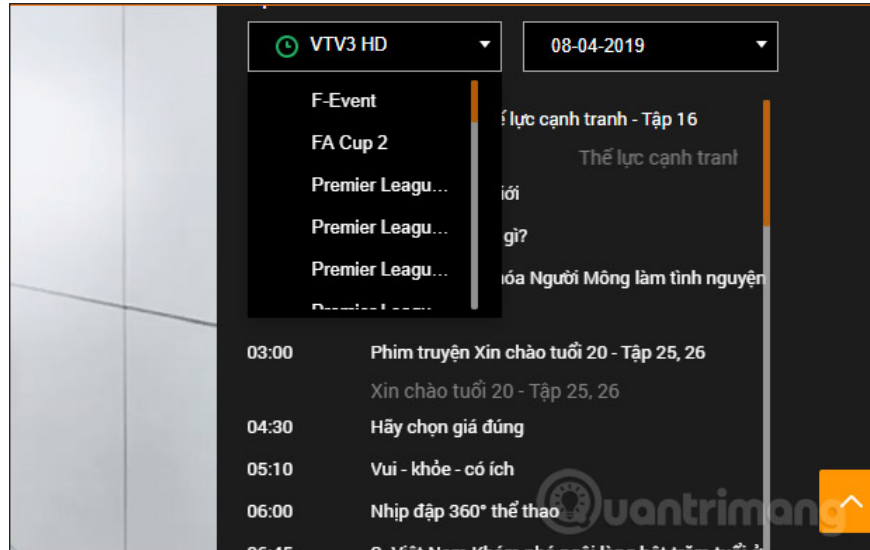 VTV3 HD
08-04-2019
F-Event
FA Cup 2
Premier Leagu...
Premier Leagu...
Premier Leagu...
lực cạnh tranh - Tập 16
Thế lực cạnh tranh
iới
gì?
hóa Người Mông làm tình nguyện
03:00 Phim truyện Xin chào tuổi 20 - Tập 25, 26
Xin chào tuổi 20 - Tập 25, 26
04:30 Hãy chọn giá đúng
05:10 Vui - khỏe - có ích
06:00 Nhịp đập 360° thể thao
Quantrimang